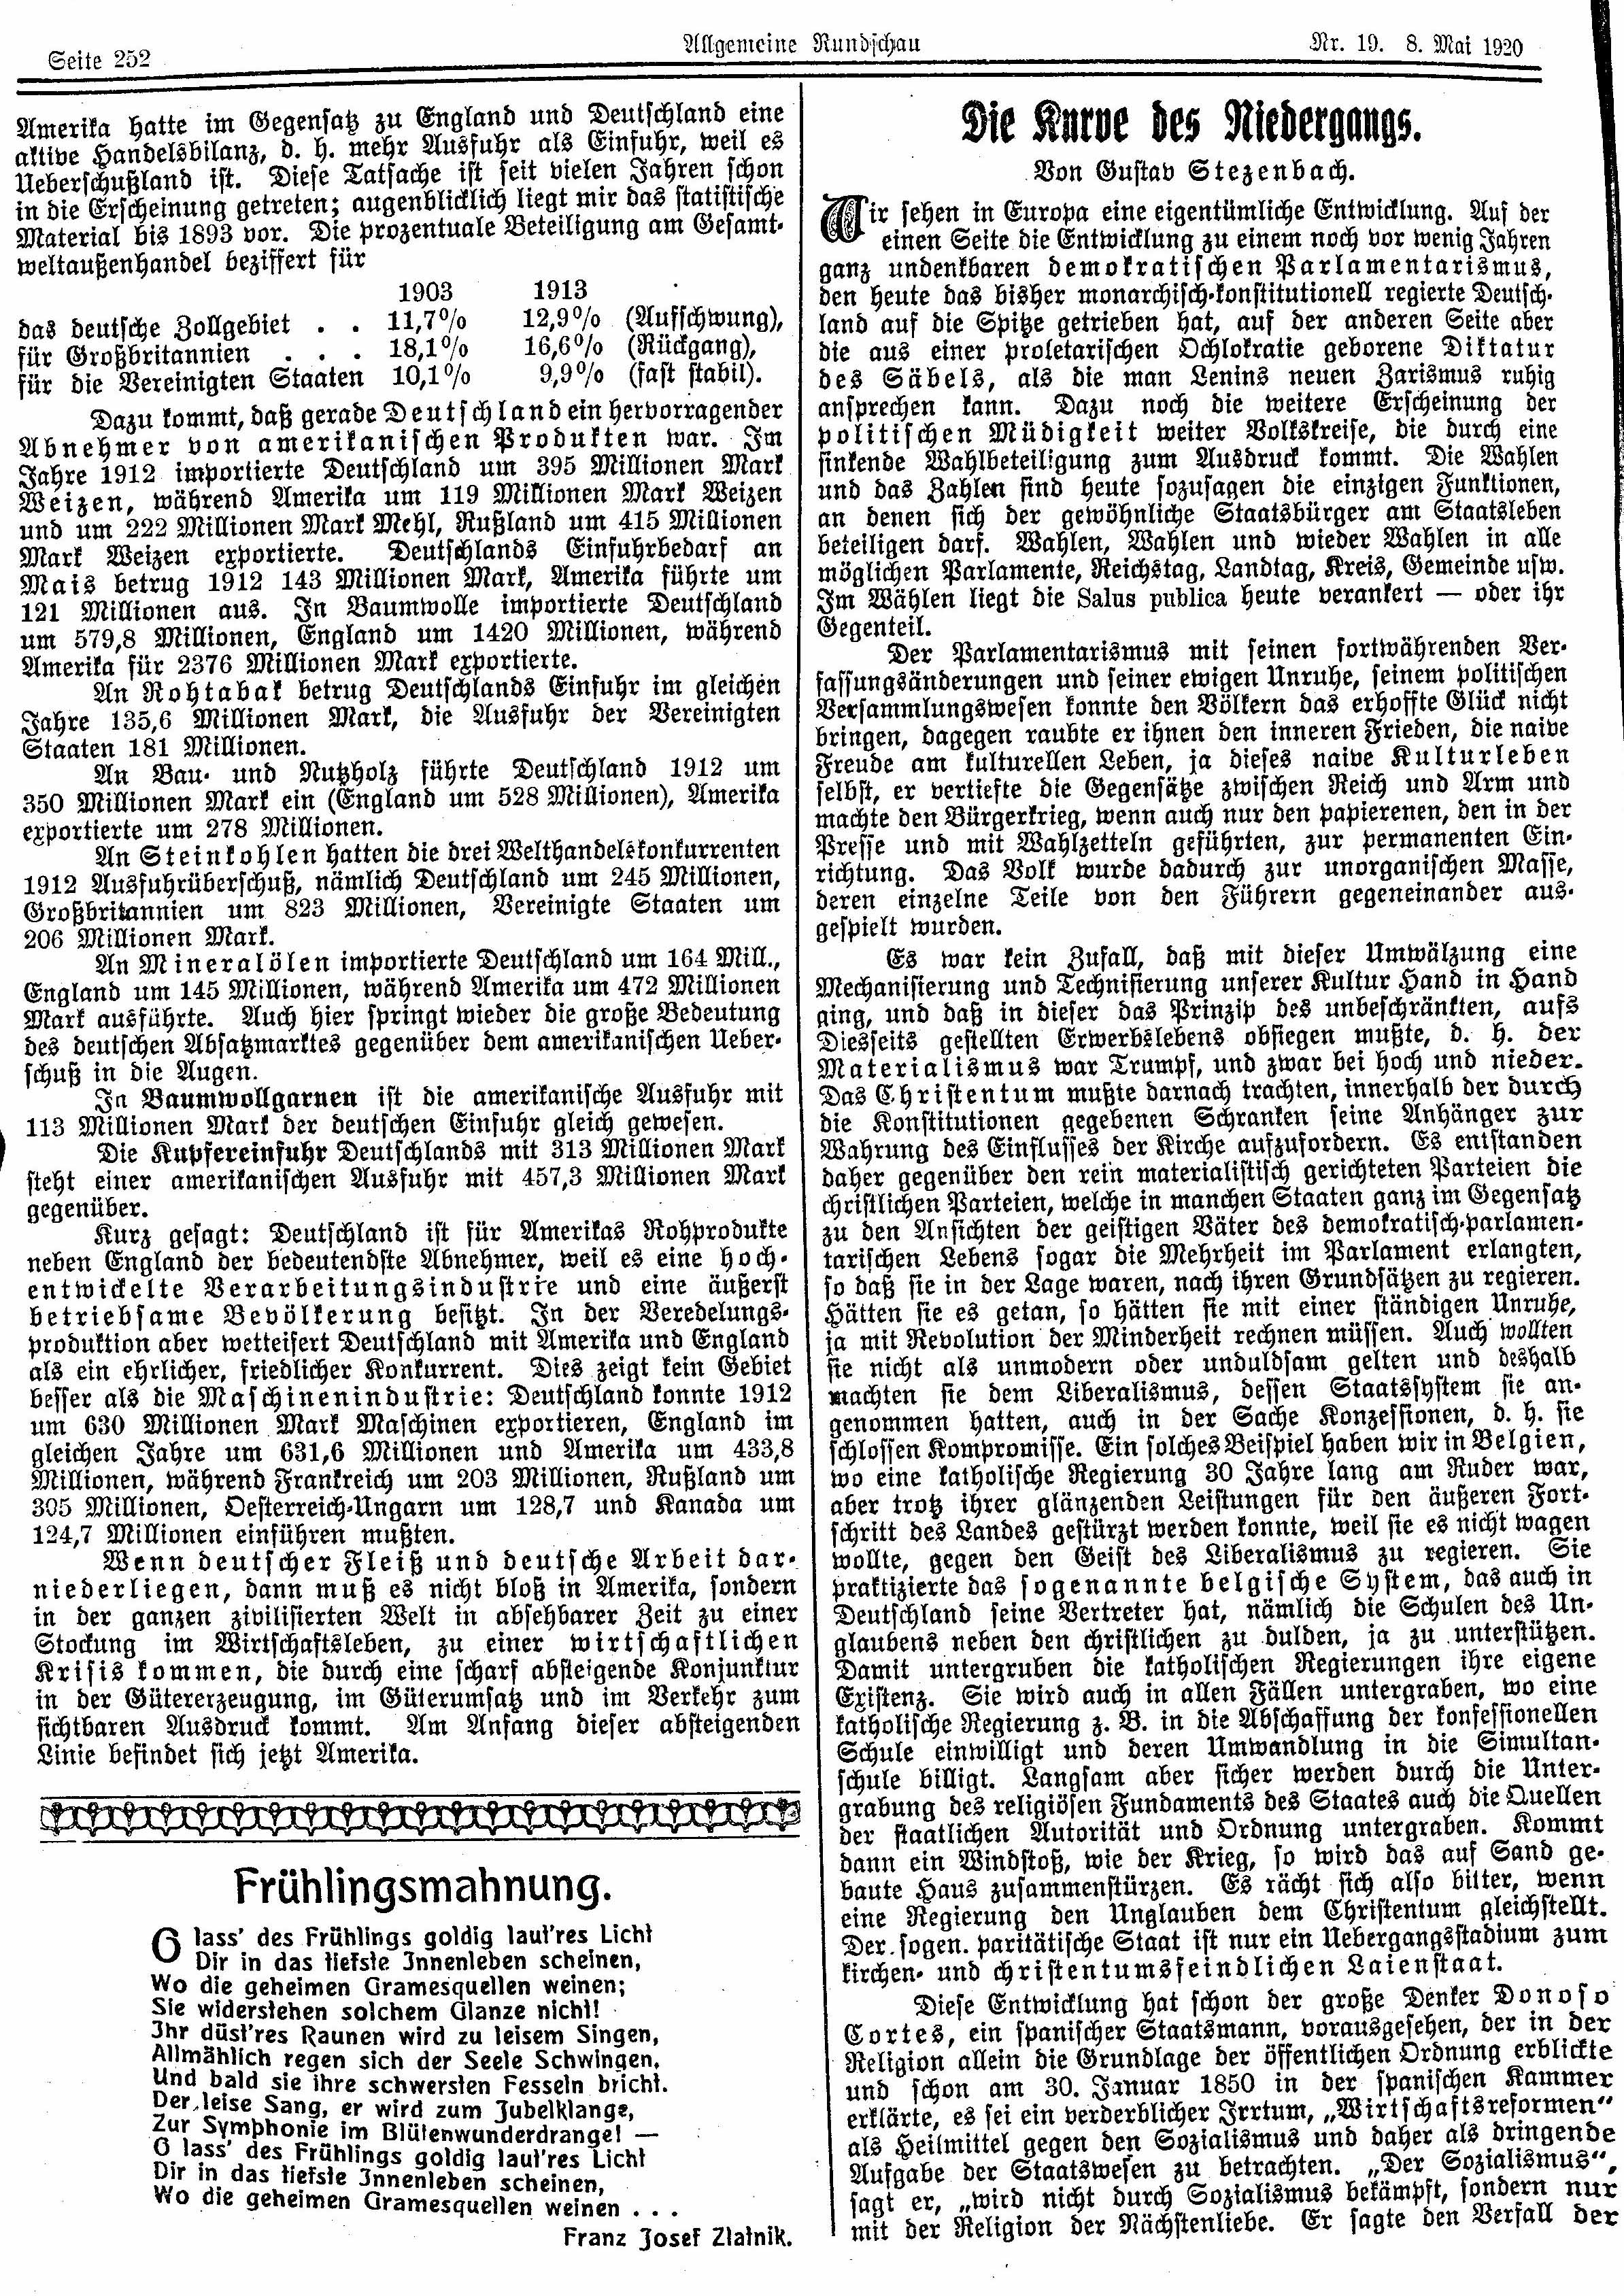 Seite 252
Allgemeine Rundschau
Nr. 19. 8. Mai 1920
Amerika hatte im Gegensatz zu England und Deutschland eine
aktive Handelsbilanz, d. h. mehr Ausfuhr als Einfuhr, weil es
Ueberschußland ist. Diese Tatsache ist seit vielen Jahren schon
in die Erscheinung getreten; augenblicklich liegt mir das statistische
Material bis 1893 vor. Die prozentuale Beteiligung am Gesamt-
weltaußenhandel beziffert für
1903 1913
das deutsche Zollgebiet . . 11,7% 12,9% (Aufschwung),
für Großbritannien . . . 18,1% 16,6% (Rückgang),
für die Vereinigten Staaten 10,1% 9,9% (fast stabil).
Dazu kommt, daß gerade Deutschland ein hervorragender
Abnehmer von amerikanischen Produkten war. Im
Jahre 1912 importierte Deutschland um 395 Millionen Mark
Weizen, während Amerika um 119 Millionen Mark Weizen
und um 222 Millionen Mark Mehl, Rußland um 415 Millionen
Mark Weizen exportierte. Deutschlands Einfuhrbedarf an
Mais betrug 1912 143 Millionen Mark, Amerika führte um
121 Millionen aus. In Baumwolle importierte Deutschland
um 579,8 Millionen, England um 1420 Millionen, während
Amerika für 2376 Millionen Mark exportierte.
An Rohtabak betrug Deutschlands Einfuhr im gleichen
Jahre 135,6 Millionen Mark, die Ausfuhr der Vereinigten
Staaten 181 Millionen.
An Bau- und Nutzholz führte Deutschland 1912 um
350 Millionen Mark ein (England um 528 Millionen), Amerika
exportierte um 278 Millionen.
An Steinkohlen hatten die drei Welthandelskonkurrenten
1912 Ausfuhrüberschuß, nämlich Deutschland um 245 Millionen,
Großbritannien um 823 Millionen, Vereinigte Staaten um
206 Millionen Mark.
An Mineralölen importierte Deutschland um 164 Mill.,
England um 145 Millionen, während Amerika um 472 Millionen
Mark ausführte. Auch hier springt wieder die große Bedeutung
des deutschen Absatzmarktes gegenüber dem amerikanischen Ueber-
schuß in die Augen.
In Baumwollgarnen ist die amerikanische Ausfuhr mit
113 Millionen Mark der deutschen Einfuhr gleich gewesen.
Die Kupfereinfuhr Deutschlands mit 313 Millionen Mark
steht einer amerikanischen Ausfuhr mit 457,3 Millionen Mark
gegenüber.
Kurz gesagt: Deutschland ist für Amerikas Rohprodukte
neben England der bedeutendste Abnehmer, weil es eine hoch-
entwickelte Verarbeitungsindustrie und eine äußerst
betriebsame Bevölkerung besitzt. In der Veredelungs-
produktion aber wetteifert Deutschland mit Amerika und England
als ein ehrlicher, friedlicher Konkurrent. Dies zeigt kein Gebiet
besser als die Maschinenindustrie: Deutschland konnte 1912
um 630 Millionen Mark Maschinen exportieren, England im
gleichen Jahre um 631,6 Millionen und Amerika um 433,8
Millionen, während Frankreich um 203 Millionen, Rußland um
305 Millionen, Oesterreich-Ungarn um 128,7 und Kanada um
124,7 Millionen einführen mußten.
Wenn deutscher Fleiß und deutsche Arbeit dar-
niederliegen, dann muß es nicht bloß in Amerika, sondern
in der ganzen zivilisierten Welt in absehbarer Zeit zu einer
Stockung im Wirtschaftsleben, zu einer wirtschaftlichen
Krisis kommen, die durch eine scharf absteigende Konjunktur
in der Gütererzeugung, im Güterumsatz und im Verkehr zum
sichtbaren Ausdruck kommt. Am Anfang dieser absteigenden
Linie befindet sich jetzt Amerika.
Frühlingsmahnung.
O lass' des Frühlings goldig laut'res Licht
Dir in das tiefste Innenleben scheinen,
Wo die geheimen Gramesquellen weinen;
Sie widerstehen solchem Glanze nicht!
Ihr düst'res Raunen wird zu leisem Singen,
Allmählich regen sich der Seele Schwingen,
Und bald sie ihre schwersten Fesseln bricht.
Der leise Sang, er wird zum Jubelklange,
Zur Symphonie im Blütenwunderdrange! —
O lass' des Frühlings goldig laut'res Licht
Dir in das tiefste Innenleben scheinen,
Wo die geheimen Gramesquellen weinen . . .
Franz Josef Zlatnik.
Die Kurve des Niedergangs.
Von Gustav Stezenbach.
Wir sehen in Europa eine eigentümliche Entwicklung. Auf der
einen Seite die Entwicklung zu einem noch vor wenig Jahren
ganz undenkbaren demokratischen Parlamentarismus,
den heute das bisher monarchisch-konstitutionell regierte Deutsch-
land auf die Spitze getrieben hat, auf der anderen Seite aber
die aus einer proletarischen Ochlokratie geborene Diktatur
des Säbels, als die man Lenins neuen Zarismus ruhig
ansprechen kann. Dazu noch die weitere Erscheinung der
politischen Müdigkeit weiter Volkskreise, die durch eine
sinkende Wahlbeteiligung zum Ausdruck kommt. Die Wahlen
und das Zahlen sind heute sozusagen die einzigen Funktionen,
an denen sich der gewöhnliche Staatsbürger am Staatsleben
beteiligen darf. Wahlen, Wahlen und wieder Wahlen in alle
möglichen Parlamente, Reichstag, Landtag, Kreis, Gemeinde usw.
Im Wählen liegt die Salus publica heute verankert — oder ihr
Gegenteil.
Der Parlamentarismus mit seinen fortwährenden Ver-
fassungsänderungen und seiner ewigen Unruhe, seinem politischen
Versammlungswesen konnte den Völkern das erhoffte Glück nicht
bringen, dagegen raubte er ihnen den inneren Frieden, die naive
Freude am kulturellen Leben, ja dieses naive Kulturleben
selbst, er vertiefte die Gegensätze zwischen Reich und Arm und
machte den Bürgerkrieg, wenn auch nur den papierenen, den in der
Presse und mit Wahlzetteln geführten, zur permanenten Ein-
richtung. Das Volk wurde dadurch zur unorganischen Masse,
deren einzelne Teile von den Führern gegeneinander aus-
gespielt wurden.
Es war kein Zufall, daß mit dieser Umwälzung eine
Mechanisierung und Technisierung unserer Kultur Hand in Hand
ging, und daß in dieser das Prinzip des unbeschränkten, aufs
Diesseits gestellten Erwerbslebens obsiegen mußte, d. h. der
Materialismus war Trumpf, und zwar bei hoch und nieder.
Das Christentum mußte darnach trachten, innerhalb der durch
die Konstitutionen gegebenen Schranken seine Anhänger zur
Wahrung des Einflusses der Kirche aufzufordern. Es entstanden
daher gegenüber den rein materialistisch gerichteten Parteien die
christlichen Parteien, welche in manchen Staaten ganz im Gegensatz
zu den Ansichten der geistigen Väter des demokratisch-parlamen-
tarischen Lebens sogar die Mehrheit im Parlament erlangten,
so daß sie in der Lage waren, nach ihren Grundsätzen zu regieren.
Hätten sie es getan, so hätten sie mit einer ständigen Unruhe,
ja mit Revolution der Minderheit rechnen müssen. Auch wollten
sie nicht als unmodern oder unduldsam gelten und deshalb
machten sie dem Liberalismus, dessen Staatssystem sie an-
genommen hatten, auch in der Sache Konzessionen, d. h. sie
schlossen Kompromisse. Ein solches Beispiel haben wir in Belgien,
wo eine katholische Regierung 30 Jahre lang am Ruder war,
aber trotz ihrer glänzenden Leistungen für den äußeren Fort-
schritt des Landes gestürzt werden konnte, weil sie es nicht wagen
wollte, gegen den Geist des Liberalismus zu regieren. Sie
praktizierte das sogenannte belgische System, das auch in
Deutschland seine Vertreter hat, nämlich die Schulen des Un-
glaubens neben den christlichen zu dulden, ja zu unterstützen.
Damit untergruben die katholischen Regierungen ihre eigene
Existenz. Sie wird auch in allen Fällen untergraben, wo eine
katholische Regierung z. B. in die Abschaffung der konfessionellen
Schule einwilligt und deren Umwandlung in die Simultan-
schule billigt. Langsam aber sicher werden durch die Unter-
grabung des religiösen Fundaments des Staates auch die Quellen
der staatlichen Autorität und Ordnung untergraben. Kommt
dann ein Windstoß, wie der Krieg, so wird das auf Sand ge-
baute Haus zusammenstürzen. Es rächt sich also bitter, wenn
eine Regierung den Unglauben dem Christentum gleichstellt.
Der sogen. paritätische Staat ist nur ein Uebergangsstadium zum
kirchen- und christentumsfeindlichen Laienstaat.
Diese Entwicklung hat schon der große Denker Donoso
Cortes, ein spanischer Staatsmann, vorausgesehen, der in der
Religion allein die Grundlage der öffentlichen Ordnung erblickte
und schon am 30. Januar 1850 in der spanischen Kammer
erklärte, es sei ein verderblicher Irrtum, „Wirtschaftsreformen“
als Heilmittel gegen den Sozialismus und daher als dringende
Aufgabe der Staatswesen zu betrachten. „Der Sozialismus“,
sagt er, „wird nicht durch Sozialismus bekämpft, sondern nur
mit der Religion der Nächstenliebe. Er sagte den Verfall der